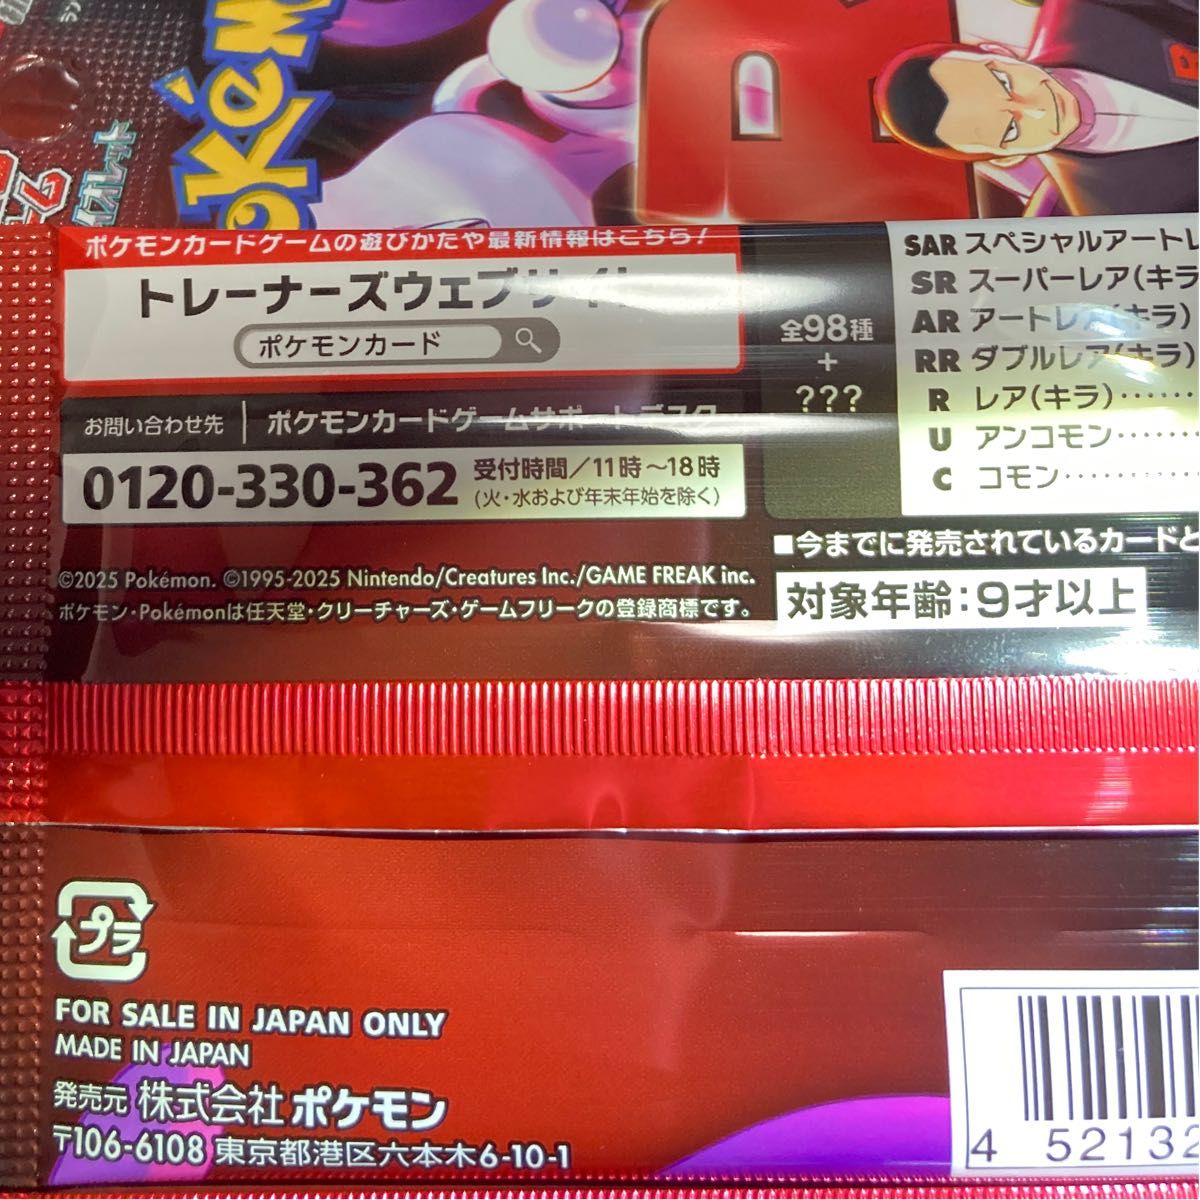 ポケモンカードゲームの遊びかたや最新情報はこちら！
トレーナーズウェブサイト
ポケモンカード
お問い合わせ先 ポケモンカードゲームサポートデスク
0120-330-362 受付時間／11時～18時
(火・水および年末年始を除く)
©2025 Pokémon. ©1995-2025 Nintendo/Creatures Inc./GAME FREAK inc.
ポケモン・Pokémonは任天堂・クリーチャーズ・ゲームフリークの登録商標です。
全98種
+
???
SAR スペシャルアートレ
SR スーパーレア(キラ
AR アートレア(キラ)
RR ダブルレア(キラ)
R レア(キラ)……
U アンコモン……
C コモン………
■今までに発売されているカードと
対象年齢：9才以上
プラ
FOR SALE IN JAPAN ONLY
MADE IN JAPAN
発売元 株式会社ポケモン
〒106-6108 東京都港区六本木6-10-1
4 52132